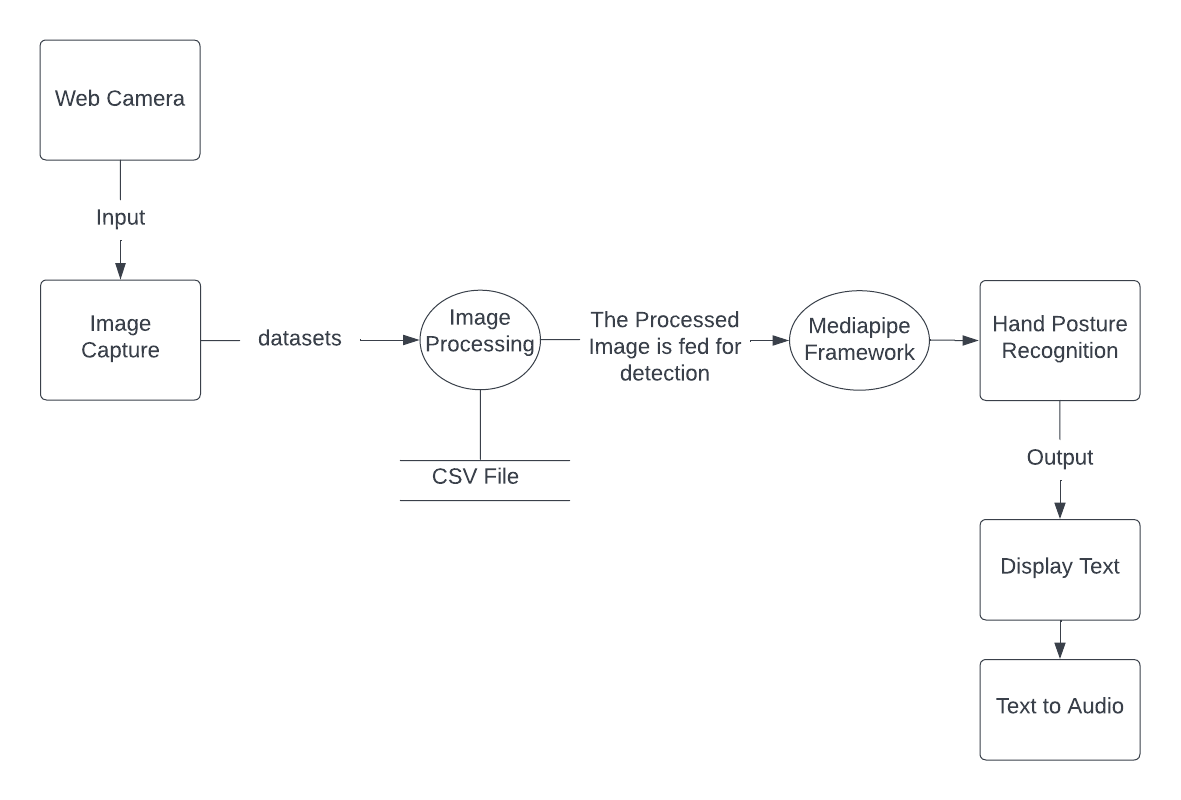 Web Camera
Input
Image
Capture
datasets
Image
Processing
CSV File
The Processed
Image is fed for
detection
Mediapipe
Framework
Hand Posture
Recognition
Output
Display Text
Text to Audio